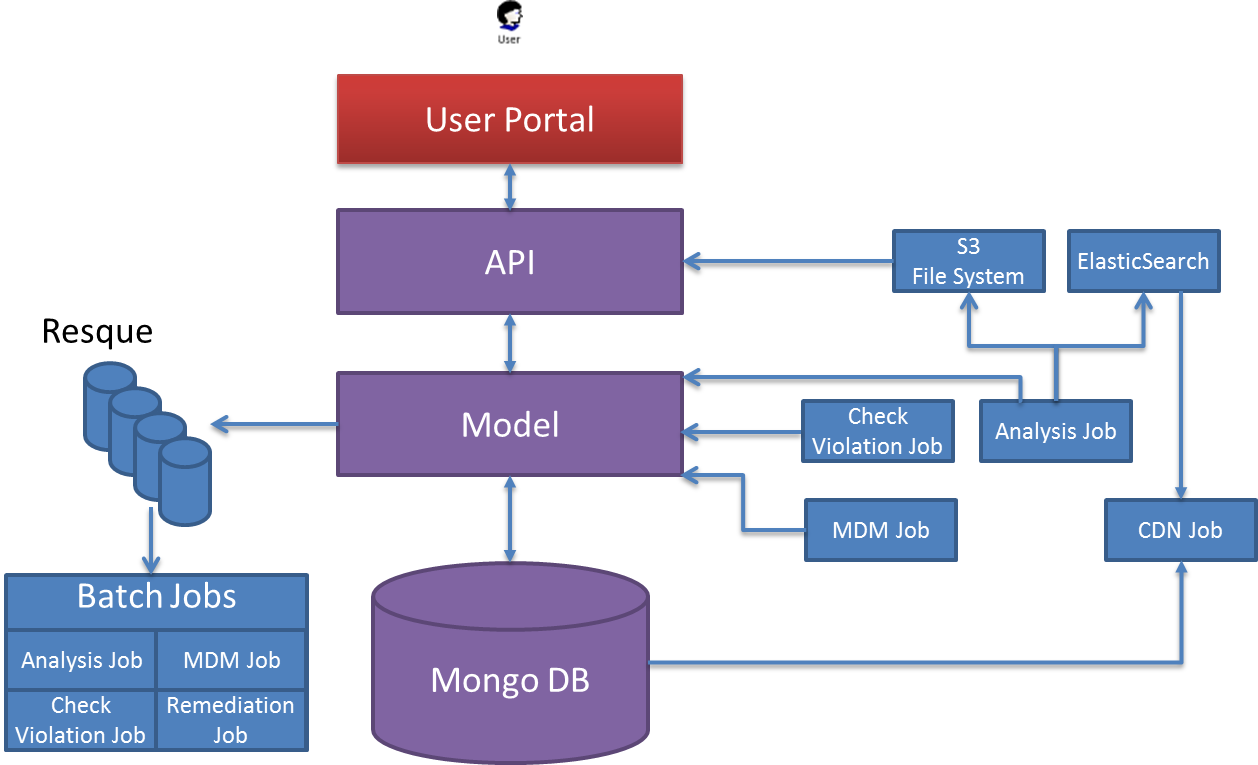 User
User Portal
API
S3
File System
ElasticSearch
Resque
Model
Check
Violation Job
Analysis Job
MDM Job
CDN Job
Batch Jobs
Analysis Job
MDM Job
Check
Violation Job
Remediation
Job
Mongo DB